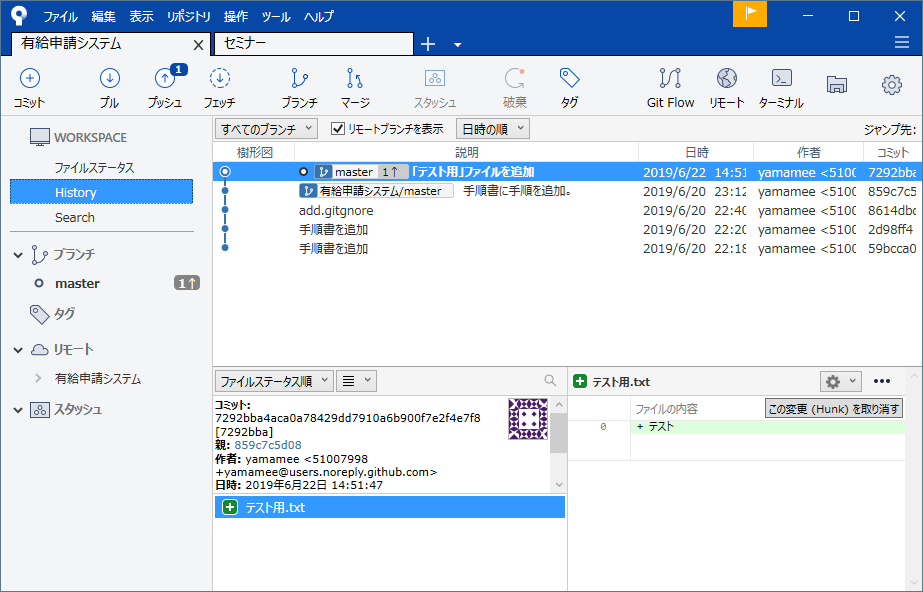 ファイル 編集 表示 リポジトリ 操作 ツール ヘルプ
有給申請システム
セミナー
コミット プル プッシュ 1 フェッチ ブランチ マージ スタッシュ 破棄 タグ Git Flow リモート ターミナル
WORKSPACE
ファイルステータス
History
Search
ブランチ
master 1↑
タグ
リモート
有給申請システム
スタッシュ
すべてのブランチ リモートブランチを表示 日時の順 ジャンプ先:
樹形図 説明 日時 作者 コミット
master 1↑ 「テスト用」ファイルを追加 2019/6/22 14:51 yamamee <51007 7292bba
有給申請システム/master 手順書に手順を追加。 2019/6/20 23:12 yamamee <5100 859c7c5
add.gitgnore 2019/6/20 22:40 yamamee <5100 8614dbc
手順書を追加 2019/6/20 22:20 yamamee <5100 2d98ff4
手順書を追加 2019/6/20 22:18 yamamee <5100 59bcca0
ファイルステータス順
コミット:
7292bba4aca0a78429dd7910a6b900f7e2f4e7f8
[7292bba]
親: 859c7c5d08
作者: yamamee <51007998
+yamamee@users.noreply.github.com>
日時: 2019年6月22日 14:51:47
テスト用.txt
テスト用.txt
ファイルの内容 この変更 (Hunk) を取り消す
0 + テスト